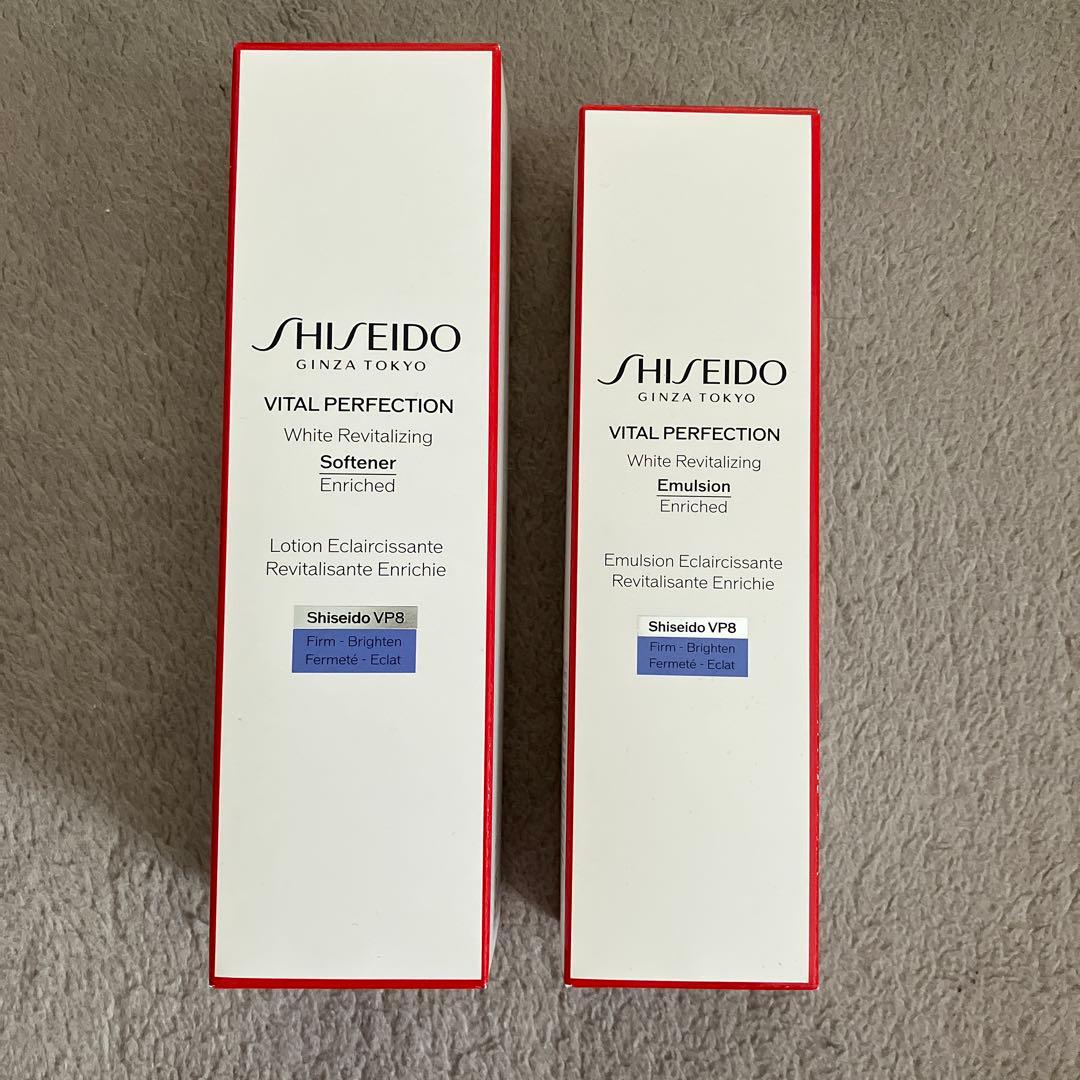 SHISEIDO
GINZA TOKYO
VITAL PERFECTION
White Revitalizing
Softener
Enriched
Lotion Eclaircissante
Revitalisante Enrichie
Shiseido VP8
Firm - Brighten
Fermeté - Eclat
SHISEIDO
GINZA TOKYO
VITAL PERFECTION
White Revitalizing
Emulsion
Enriched
Emulsion Eclaircissante
Revitalisante Enrichie
Shiseido VP8
Firm - Brighten
Fermeté - Eclat